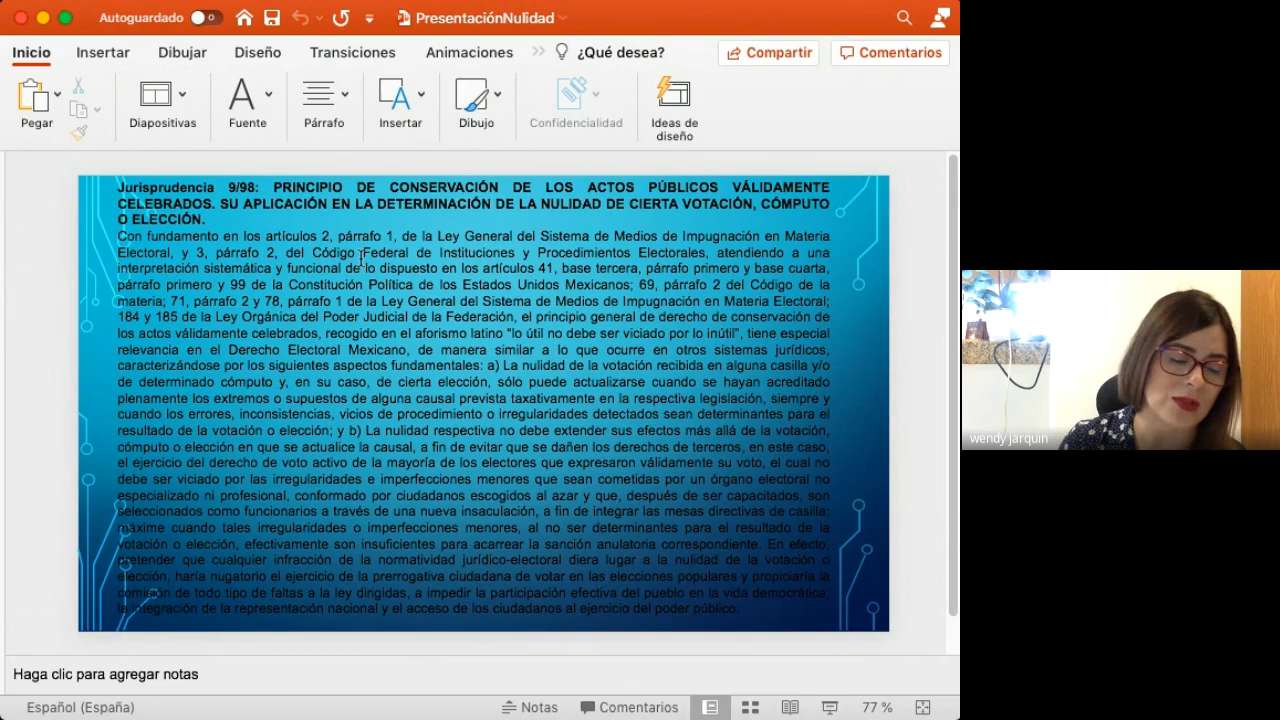 Autoguardado 0 PresentaciónNulidad
Inicio Insertar Dibujar Diseño Transiciones Animaciones >> ¿Qué desea? Compartir Comentarios
Pegar Diapositivas Fuente Párrafo Insertar Dibujo Confidencialidad Ideas de
diseño
Jurisprudencia 9/98: PRINCIPIO DE CONSERVACIÓN DE LOS ACTOS PÚBLICOS VÁLIDAMENTE
CELEBRADOS. SU APLICACIÓN EN LA DETERMINACIÓN DE LA NULIDAD DE CIERTA VOTACIÓN, CÓMPUTO
O ELECCIÓN.
Con fundamento en los artículos 2, párrafo 1, de la Ley General del Sistema de Medios de Impugnación en Materia
Electoral, y 3, párrafo 2, del Código Federal de Instituciones y Procedimientos Electorales, atendiendo a una
interpretación sistemática y funcional de lo dispuesto en los artículos 41, base tercera, párrafo primero y base cuarta,
párrafo primero y 99 de la Constitución Política de los Estados Unidos Mexicanos; 69, párrafo 2 del Código de la
materia; 71, párrafo 2 y 78, párrafo 1 de la Ley General del Sistema de Medios de Impugnación en Materia Electoral;
184 y 185 de la Ley Orgánica del Poder Judicial de la Federación, el principio general de derecho de conservación de
los actos válidamente celebrados, recogido en el aforismo latino "lo útil no debe ser viciado por lo inútil", tiene especial
relevancia en el Derecho Electoral Mexicano, de manera similar a lo que ocurre en otros sistemas jurídicos,
caracterizándose por los siguientes aspectos fundamentales: a) La nulidad de la votación recibida en alguna casilla y/o
de determinado cómputo y, en su caso, de cierta elección, sólo puede actualizarse cuando se hayan acreditado
plenamente los extremos o supuestos de alguna causal prevista taxativamente en la respectiva legislación, siempre y
cuando los errores, inconsistencias, vicios de procedimiento o irregularidades detectados sean determinantes para el
resultado de la votación o elección; y b) La nulidad respectiva no debe extender sus efectos más allá de la votación,
cómputo o elección en que se actualice la causal, a fin de evitar que se dañen los derechos de terceros, en este caso,
el ejercicio del derecho de voto activo de la mayoría de los electores que expresaron válidamente su voto, el cual no
debe ser viciado por las irregularidades e imperfecciones menores que sean cometidas por un órgano electoral no
especializado ni profesional, conformado por ciudadanos escogidos al azar y que, después de ser capacitados, son
seleccionados como funcionarios a través de una nueva insaculación, a fin de integrar las mesas directivas de casilla;
máxime cuando tales irregularidades o imperfecciones menores, al no ser determinantes para el resultado de la
votación o elección, efectivamente son insuficientes para acarrear la sanción anulatoria correspondiente. En efecto,
pretender que cualquier infracción de la normatividad jurídico-electoral diera lugar a la nulidad de la votación o
elección, haría nugatorio el ejercicio de la prerrogativa ciudadana de votar en las elecciones populares y propiciaría la
comisión de todo tipo de faltas a la ley dirigidas, a impedir la participación efectiva del pueblo en la vida democrática,
la integración de la representación nacional y el acceso de los ciudadanos al ejercicio del poder público.
wendy jarquin
Haga clic para agregar notas
Español (España) Notas Comentarios 77 %